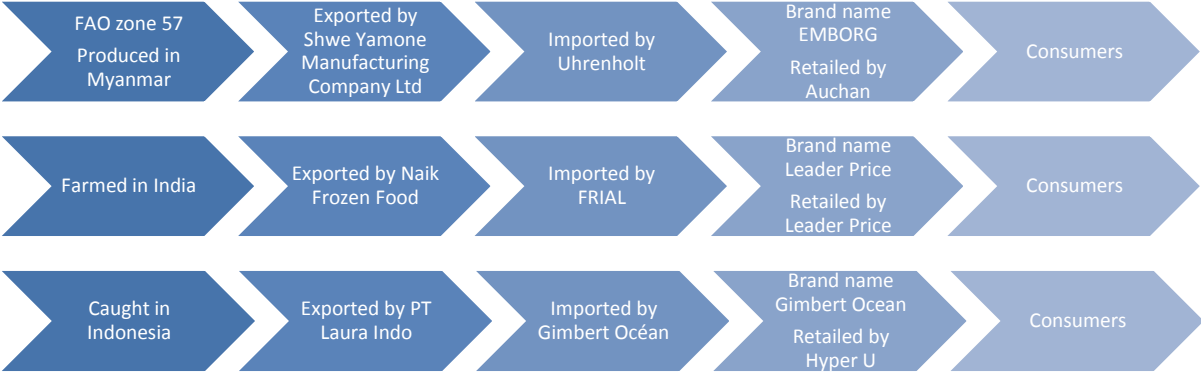 FAO zone 57
Produced in
Myanmar
Exported by
Shwe Yamone
Manufacturing
Company Ltd
Imported by
Uhrenholt
Brand name
EMBORG
Retailed by
Auchan
Consumers
Farmed in India
Exported by Naik
Frozen Food
Imported by
FRIAL
Brand name
Leader Price
Retailed by
Leader Price
Consumers
Caught in
Indonesia
Exported by PT
Laura Indo
Imported by
Gimbert Océan
Brand name
Gimbert Ocean
Retailed by
Hyper U
Consumers